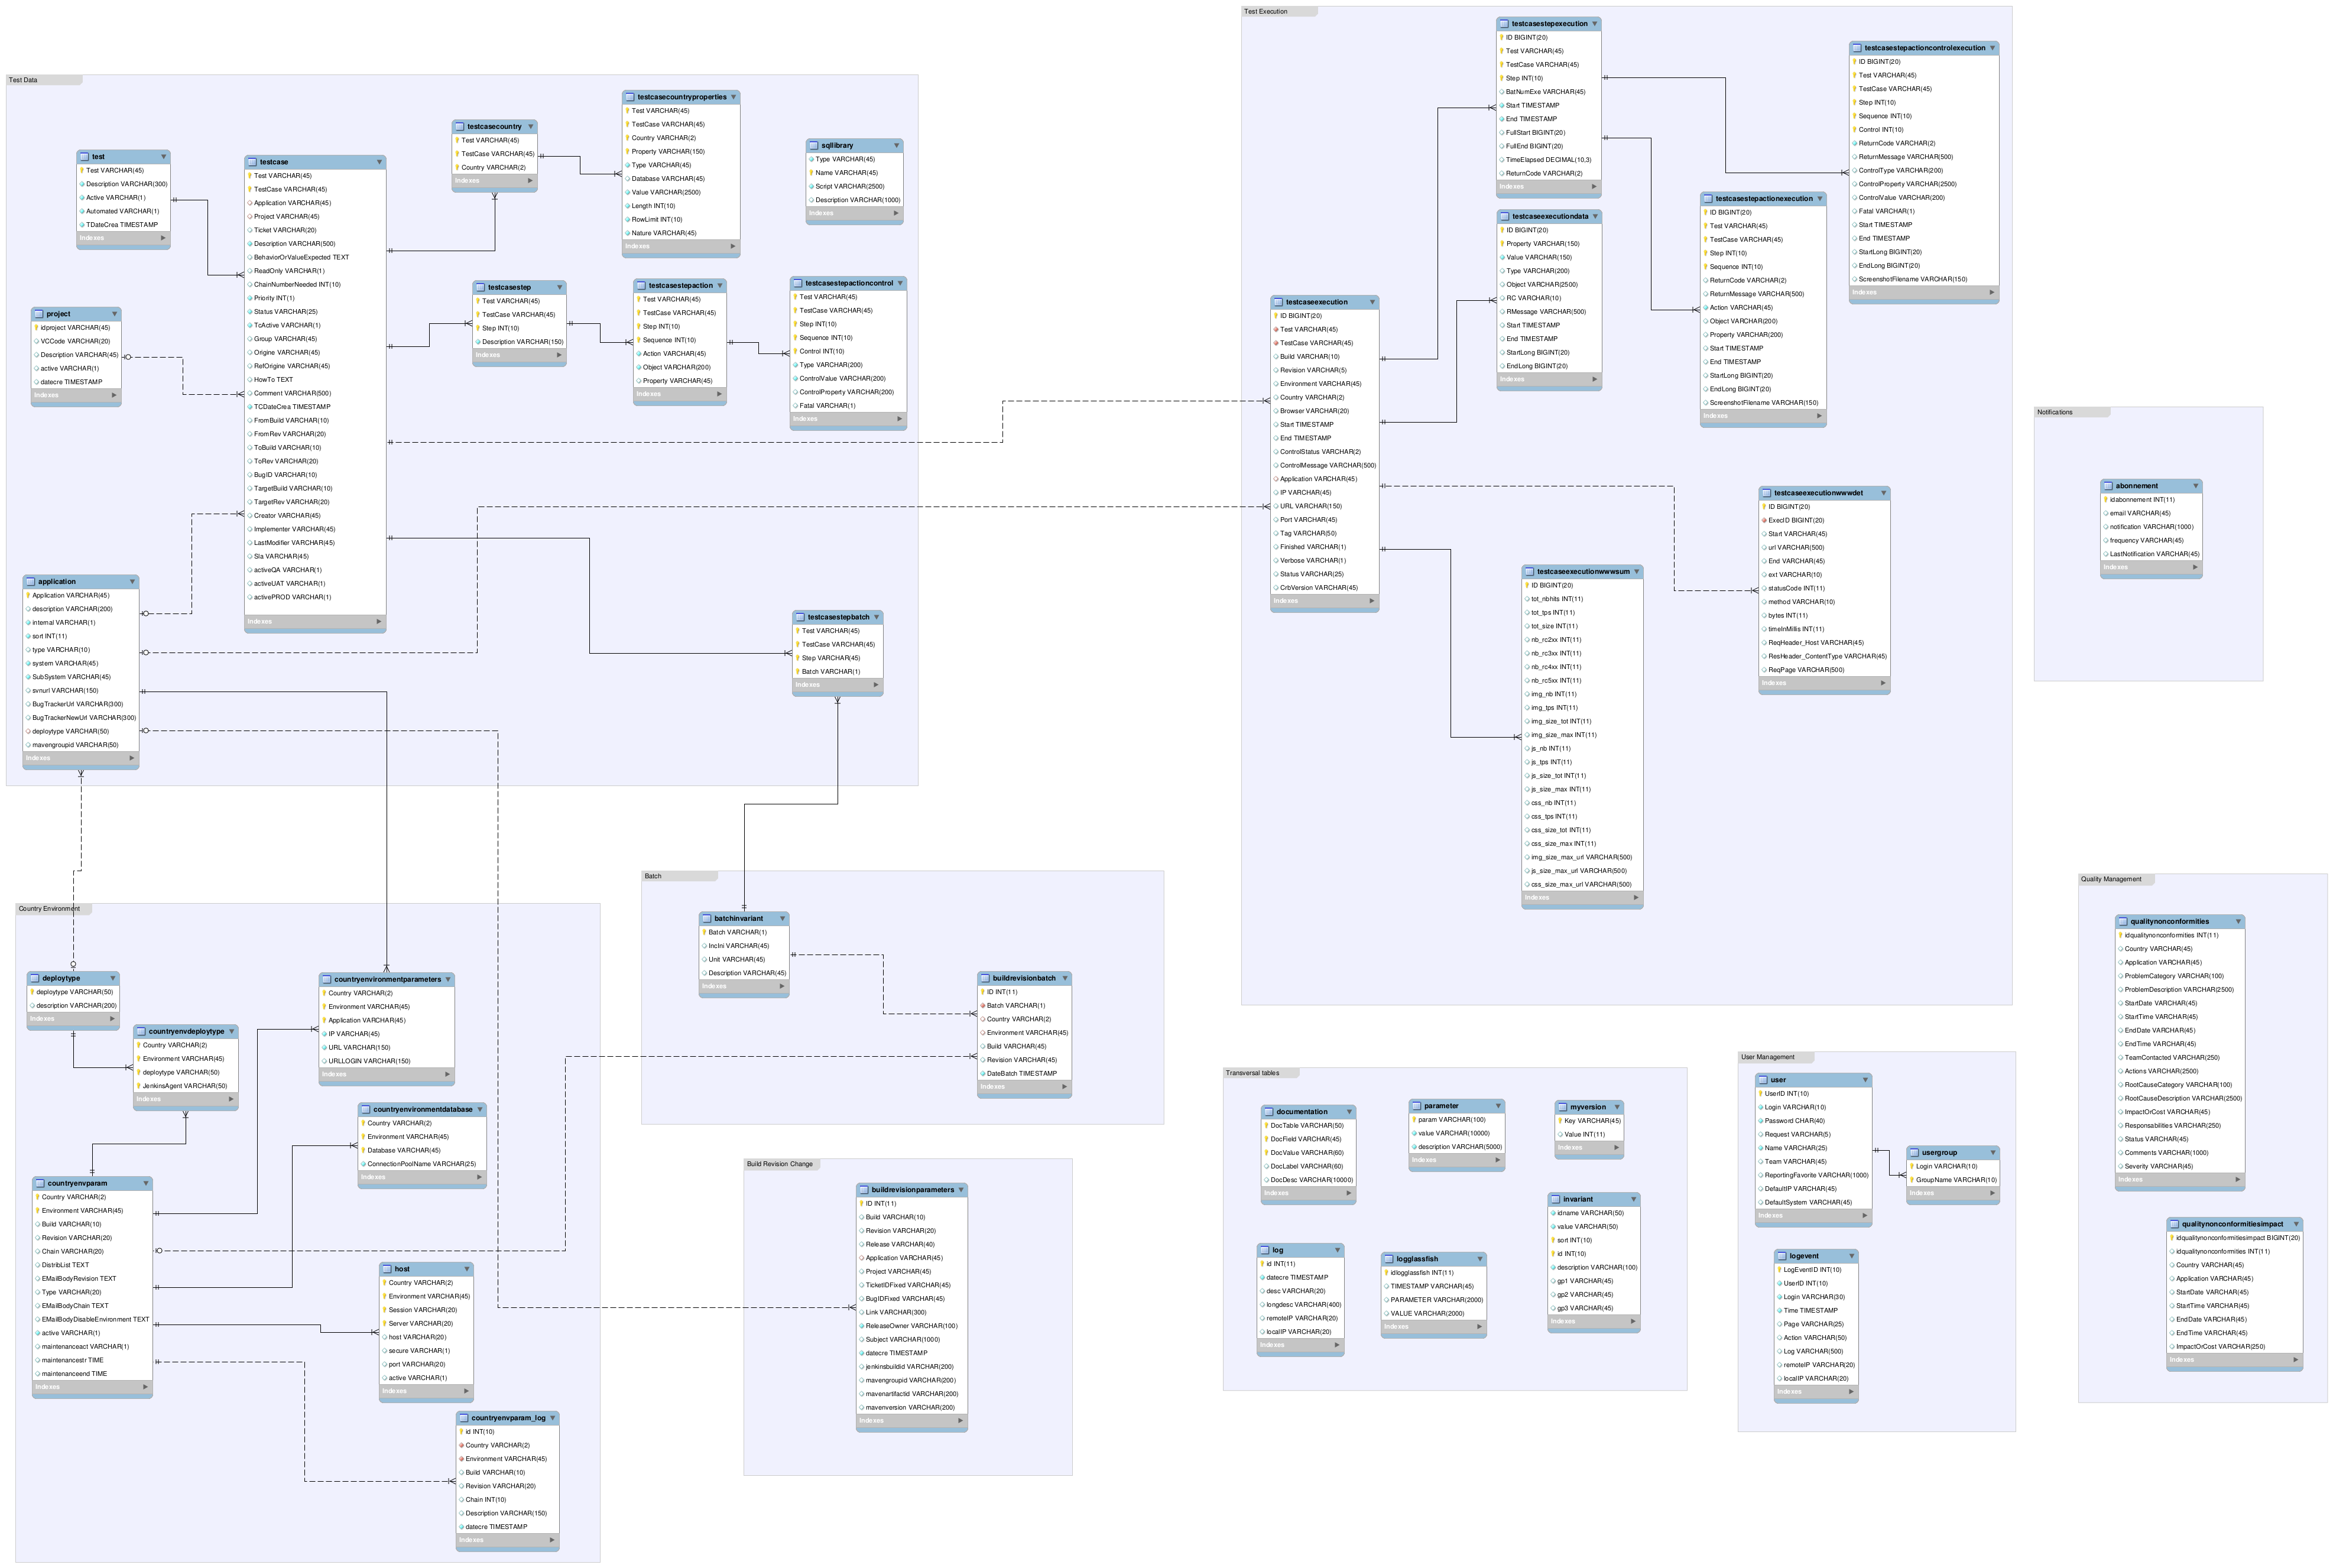 Test Data
test
Test VARCHAR(45)
Description VARCHAR(300)
Active VARCHAR(1)
Automated VARCHAR(1)
TDateCrea TIMESTAMP
Indexes
project
idproject VARCHAR(45)
VCCode VARCHAR(20)
Description VARCHAR(45)
active VARCHAR(1)
datecre TIMESTAMP
Indexes
application
Application VARCHAR(45)
description VARCHAR(200)
internal VARCHAR(1)
sort INT(11)
type VARCHAR(10)
system VARCHAR(45)
SubSystem VARCHAR(45)
svnurl VARCHAR(150)
BugTrackerUrl VARCHAR(300)
BugTrackerNewUrl VARCHAR(300)
deploytype VARCHAR(50)
mavengroupid VARCHAR(50)
Indexes
testcase
Test VARCHAR(45)
TestCase VARCHAR(45)
Application VARCHAR(45)
Project VARCHAR(45)
Ticket VARCHAR(20)
Description VARCHAR(500)
BehaviorOrValueExpected TEXT
ReadOnly VARCHAR(1)
ChainNumberNeeded INT(10)
Priority INT(1)
Status VARCHAR(25)
TcActive VARCHAR(1)
Group VARCHAR(45)
Origine VARCHAR(45)
RefOrigine VARCHAR(45)
HowTo TEXT
Comment VARCHAR(500)
TCDateCrea TIMESTAMP
FromBuild VARCHAR(10)
FromRev VARCHAR(20)
ToBuild VARCHAR(10)
ToRev VARCHAR(20)
BugID VARCHAR(10)
TargetBuild VARCHAR(10)
TargetRev VARCHAR(20)
Creator VARCHAR(45)
Implementer VARCHAR(45)
LastModifier VARCHAR(45)
Sla VARCHAR(45)
activeQA VARCHAR(1)
activeUAT VARCHAR(1)
activePROD VARCHAR(1)
Indexes
testcasecountry
Test VARCHAR(45)
TestCase VARCHAR(45)
Country VARCHAR(2)
Indexes
testcasecountryproperties
Test VARCHAR(45)
TestCase VARCHAR(45)
Country VARCHAR(2)
Property VARCHAR(150)
Type VARCHAR(45)
Database VARCHAR(45)
Value VARCHAR(2500)
Length INT(10)
RowLimit INT(10)
Nature VARCHAR(45)
Indexes
sqllibrary
Type VARCHAR(45)
Name VARCHAR(45)
Script VARCHAR(2500)
Description VARCHAR(1000)
Indexes
testcasestep
Test VARCHAR(45)
TestCase VARCHAR(45)
Step INT(10)
Description VARCHAR(150)
Indexes
testcasestepaction
Test VARCHAR(45)
TestCase VARCHAR(45)
Step INT(10)
Sequence INT(10)
Action VARCHAR(45)
Object VARCHAR(200)
Property VARCHAR(45)
Indexes
testcasestepactioncontrol
Test VARCHAR(45)
TestCase VARCHAR(45)
Step INT(10)
Sequence INT(10)
Control INT(10)
Type VARCHAR(200)
ControlValue VARCHAR(200)
ControlProperty VARCHAR(200)
Fatal VARCHAR(1)
Indexes
testcasestepbatch
Test VARCHAR(45)
TestCase VARCHAR(45)
Step VARCHAR(45)
Batch VARCHAR(1)
Indexes
Test Execution
testcaseexecution
ID BIGINT(20)
Test VARCHAR(45)
TestCase VARCHAR(45)
Build VARCHAR(10)
Revision VARCHAR(5)
Environment VARCHAR(45)
Country VARCHAR(2)
Browser VARCHAR(20)
Start TIMESTAMP
End TIMESTAMP
ControlStatus VARCHAR(2)
ControlMessage VARCHAR(500)
Application VARCHAR(45)
IP VARCHAR(45)
URL VARCHAR(150)
Port VARCHAR(45)
Tag VARCHAR(50)
Finished VARCHAR(1)
Verbose VARCHAR(1)
Status VARCHAR(25)
CrbVersion VARCHAR(45)
Indexes
testcasestepexecution
ID BIGINT(20)
Test VARCHAR(45)
TestCase VARCHAR(45)
Step INT(10)
BatNumExe VARCHAR(45)
Start TIMESTAMP
End TIMESTAMP
FullStart BIGINT(20)
FullEnd BIGINT(20)
TimeElapsed DECIMAL(10,3)
ReturnCode VARCHAR(2)
Indexes
testcaseexecutiondata
ID BIGINT(20)
Property VARCHAR(150)
Value VARCHAR(150)
Type VARCHAR(200)
Object VARCHAR(2500)
RC VARCHAR(10)
RMessage VARCHAR(500)
Start TIMESTAMP
End TIMESTAMP
StartLong BIGINT(20)
EndLong BIGINT(20)
Indexes
testcasestepactionexecution
ID BIGINT(20)
Test VARCHAR(45)
TestCase VARCHAR(45)
Step INT(10)
Sequence INT(10)
ReturnCode VARCHAR(2)
ReturnMessage VARCHAR(500)
Action VARCHAR(45)
Object VARCHAR(200)
Property VARCHAR(200)
Start TIMESTAMP
End TIMESTAMP
StartLong BIGINT(20)
EndLong BIGINT(20)
ScreenshotFilename VARCHAR(150)
Indexes
testcasestepactioncontrolexecution
ID BIGINT(20)
Test VARCHAR(45)
TestCase VARCHAR(45)
Step INT(10)
Sequence INT(10)
Control INT(10)
ReturnCode VARCHAR(2)
ReturnMessage VARCHAR(500)
ControlType VARCHAR(200)
ControlProperty VARCHAR(2500)
ControlValue VARCHAR(200)
Fatal VARCHAR(1)
Start TIMESTAMP
End TIMESTAMP
StartLong BIGINT(20)
EndLong BIGINT(20)
ScreenshotFilename VARCHAR(150)
Indexes
testcaseexecutionwwwdet
ID BIGINT(20)
ExecID BIGINT(20)
Start VARCHAR(45)
url VARCHAR(500)
End VARCHAR(45)
ext VARCHAR(10)
statusCode INT(11)
method VARCHAR(10)
bytes INT(11)
timeInMillis INT(11)
ReqHeader_Host VARCHAR(45)
ResHeader_ContentType VARCHAR(45)
ReqPage VARCHAR(500)
Indexes
testcaseexecutionwwwsum
ID BIGINT(20)
tot_nbhits INT(11)
tot_tps INT(11)
tot_size INT(11)
nb_rc2xx INT(11)
nb_rc3xx INT(11)
nb_rc4xx INT(11)
nb_rc5xx INT(11)
img_nb INT(11)
img_tps INT(11)
img_size_tot INT(11)
img_size_max INT(11)
js_nb INT(11)
js_tps INT(11)
js_size_tot INT(11)
js_size_max INT(11)
css_nb INT(11)
css_tps INT(11)
css_size_tot INT(11)
css_size_max INT(11)
img_size_max_url VARCHAR(500)
js_size_max_url VARCHAR(500)
css_size_max_url VARCHAR(500)
Indexes
Notifications
abonnement
idabonnement INT(11)
email VARCHAR(45)
notification VARCHAR(1000)
frequency VARCHAR(45)
LastNotification VARCHAR(45)
Indexes
Country Environment
deploytype
deploytype VARCHAR(50)
description VARCHAR(200)
Indexes
countryenvdeploytype
Country VARCHAR(2)
Environment VARCHAR(45)
deploytype VARCHAR(50)
JenkinsAgent VARCHAR(50)
Indexes
countryenvironmentparameters
Country VARCHAR(2)
Environment VARCHAR(45)
Application VARCHAR(45)
IP VARCHAR(45)
URL VARCHAR(150)
URLLOGIN VARCHAR(150)
Indexes
countryenvironmentdatabase
Country VARCHAR(2)
Environment VARCHAR(45)
Database VARCHAR(45)
ConnectionPoolName VARCHAR(25)
Indexes
countryenvparam
Country VARCHAR(2)
Environment VARCHAR(45)
Build VARCHAR(10)
Revision VARCHAR(20)
Chain VARCHAR(20)
DistribList TEXT
EMailBodyRevision TEXT
Type VARCHAR(20)
EMailBodyChain TEXT
EMailBodyDisableEnvironment TEXT
active VARCHAR(1)
maintenanceact VARCHAR(1)
maintenancestr TIME
maintenanceend TIME
Indexes
host
Country VARCHAR(2)
Environment VARCHAR(45)
Session VARCHAR(20)
Server VARCHAR(20)
host VARCHAR(20)
secure VARCHAR(1)
port VARCHAR(20)
active VARCHAR(1)
Indexes
countryenvparam_log
id INT(10)
Country VARCHAR(2)
Environment VARCHAR(45)
Build VARCHAR(10)
Revision VARCHAR(20)
Chain INT(10)
Description VARCHAR(150)
datecre TIMESTAMP
Indexes
Batch
batchinvariant
Batch VARCHAR(1)
IncIni VARCHAR(45)
Unit VARCHAR(45)
Description VARCHAR(45)
Indexes
buildrevisionbatch
ID INT(11)
Batch VARCHAR(1)
Country VARCHAR(2)
Environment VARCHAR(45)
Build VARCHAR(45)
Revision VARCHAR(45)
DateBatch TIMESTAMP
Indexes
Build Revision Change
buildrevisionparameters
ID INT(11)
Build VARCHAR(10)
Revision VARCHAR(20)
Release VARCHAR(40)
Application VARCHAR(45)
Project VARCHAR(45)
TicketIDFixed VARCHAR(45)
BugIDFixed VARCHAR(45)
Link VARCHAR(300)
ReleaseOwner VARCHAR(100)
Subject VARCHAR(1000)
datecre TIMESTAMP
jenkinsbuildid VARCHAR(200)
mavengroupid VARCHAR(200)
mavenartifactid VARCHAR(200)
mavenversion VARCHAR(200)
Indexes
Transversal tables
documentation
DocTable VARCHAR(50)
DocField VARCHAR(45)
DocValue VARCHAR(60)
DocLabel VARCHAR(60)
DocDesc VARCHAR(10000)
Indexes
parameter
param VARCHAR(100)
value VARCHAR(10000)
description VARCHAR(5000)
Indexes
myversion
Key VARCHAR(45)
Value INT(11)
Indexes
log
id INT(11)
datecre TIMESTAMP
desc VARCHAR(20)
longdesc VARCHAR(400)
remoteIP VARCHAR(20)
localIP VARCHAR(20)
Indexes
logglassfish
idlogglassfish INT(11)
TIMESTAMP VARCHAR(45)
PARAMETER VARCHAR(2000)
VALUE VARCHAR(2000)
Indexes
invariant
idname VARCHAR(50)
value VARCHAR(50)
sort INT(10)
id INT(10)
description VARCHAR(100)
gp1 VARCHAR(45)
gp2 VARCHAR(45)
gp3 VARCHAR(45)
Indexes
User Management
user
UserID INT(10)
Login VARCHAR(10)
Password CHAR(40)
Request VARCHAR(5)
Name VARCHAR(25)
Team VARCHAR(45)
ReportingFavorite VARCHAR(1000)
DefaultIP VARCHAR(45)
DefaultSystem VARCHAR(45)
Indexes
usergroup
Login VARCHAR(10)
GroupName VARCHAR(10)
Indexes
logevent
LogEventID INT(10)
UserID INT(10)
Login VARCHAR(30)
Time TIMESTAMP
Page VARCHAR(25)
Action VARCHAR(50)
Log VARCHAR(500)
remoteIP VARCHAR(20)
localIP VARCHAR(20)
Indexes
Quality Management
qualitynonconformities
idqualitynonconformities INT(11)
Country VARCHAR(45)
Application VARCHAR(45)
ProblemCategory VARCHAR(100)
ProblemDescription VARCHAR(2500)
StartDate VARCHAR(45)
StartTime VARCHAR(45)
EndDate VARCHAR(45)
EndTime VARCHAR(45)
TeamContacted VARCHAR(250)
Actions VARCHAR(2500)
RootCauseCategory VARCHAR(100)
RootCauseDescription VARCHAR(2500)
ImpactOrCost VARCHAR(45)
Responsabilities VARCHAR(250)
Status VARCHAR(45)
Comments VARCHAR(1000)
Severity VARCHAR(45)
Indexes
qualitynonconformitiesimpact
idqualitynonconformitiesimpact BIGINT(20)
idqualitynonconformities INT(11)
Country VARCHAR(45)
Application VARCHAR(45)
StartDate VARCHAR(45)
StartTime VARCHAR(45)
EndDate VARCHAR(45)
EndTime VARCHAR(45)
ImpactOrCost VARCHAR(250)
Indexes